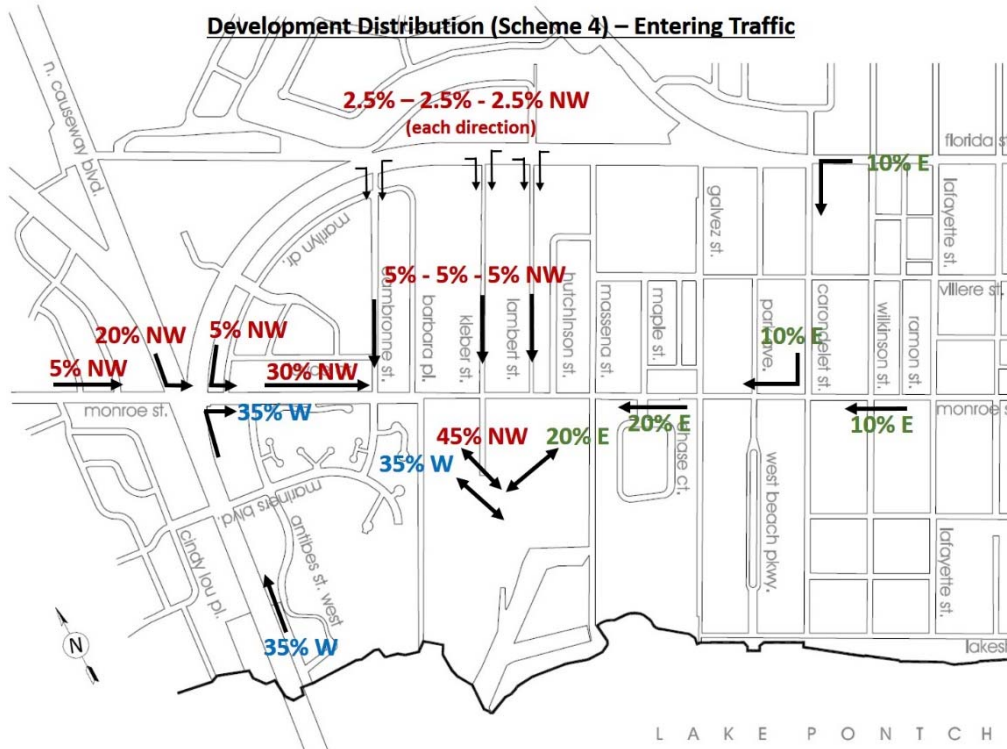 Development Distribution (Scheme 4) – Entering Traffic
n. causeway blvd.
2.5% – 2.5% - 2.5% NW
(each direction)
florida st
10% E
lafayette st.
galvez st.
marilyn dr.
5% - 5% - 5% NW
villere st.
barbara pl.
kleber st.
lambert st.
hutchinson st.
massena st.
maple st.
carondelet st.
wilkinson st.
ramon st.
20% NW
5% NW
10% E
5% NW
30% NW
monroe st.
35% W
20% E
10% E
monroe s
45% NW
20% E
35% W
chase ct.
west beach pkwy.
mariners blvd.
antibes st. west
cindy lou pl.
lafayette st.
35% W
N
lakesh
LAKE PONTCH